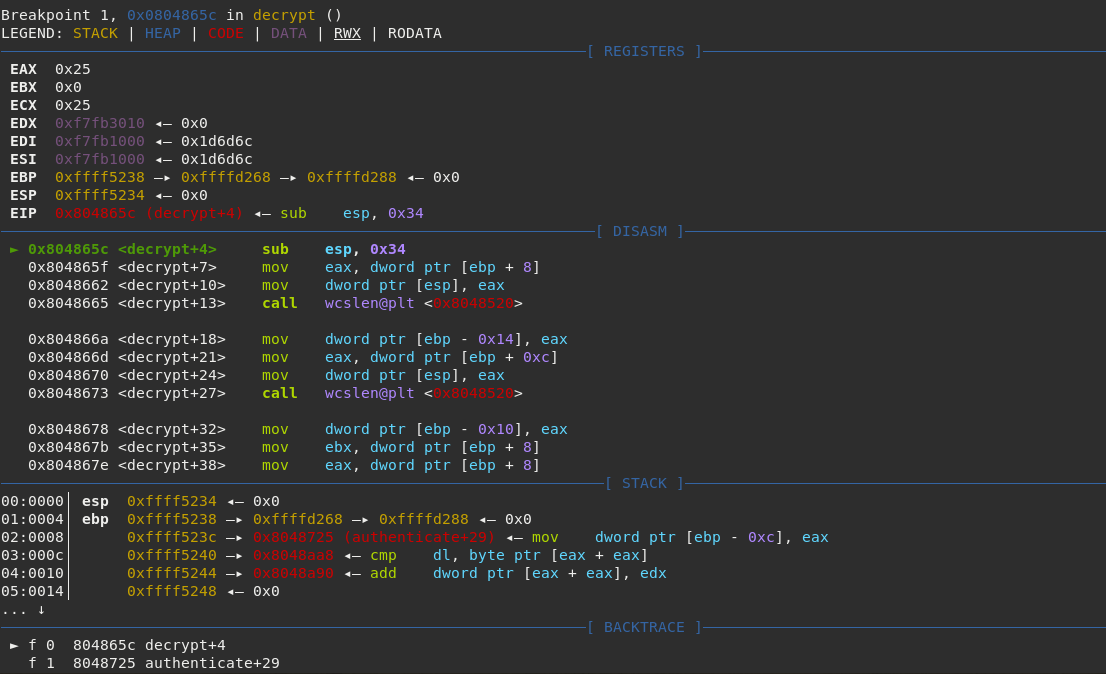 Breakpoint 1, 0x0804865c in decrypt ()
LEGEND: STACK | HEAP | CODE | DATA | RWX | RODATA
[ REGISTERS ]
EAX  0x25
EBX  0x0
ECX  0x25
EDX  0xf7fb3010 ◂— 0x0
EDI  0xf7fb1000 ◂— 0x1d6d6c
ESI  0xf7fb1000 ◂— 0x1d6d6c
EBP  0xffff5238 —▸ 0xffffd268 —▸ 0xffffd288 ◂— 0x0
ESP  0xffff5234 ◂— 0x0
EIP  0x804865c (decrypt+4) ◂— sub    esp, 0x34
[ DISASM ]
► 0x804865c <decrypt+4>     sub    esp, 0x34
0x804865f <decrypt+7>     mov    eax, dword ptr [ebp + 8]
0x8048662 <decrypt+10>    mov    dword ptr [esp], eax
0x8048665 <decrypt+13>    call   wcslen@plt <0x8048520>
0x804866a <decrypt+18>    mov    dword ptr [ebp - 0x14], eax
0x804866d <decrypt+21>    mov    eax, dword ptr [ebp + 0xc]
0x8048670 <decrypt+24>    mov    dword ptr [esp], eax
0x8048673 <decrypt+27>    call   wcslen@plt <0x8048520>
0x8048678 <decrypt+32>    mov    dword ptr [ebp - 0x10], eax
0x804867b <decrypt+35>    mov    ebx, dword ptr [ebp + 8]
0x804867e <decrypt+38>    mov    eax, dword ptr [ebp + 8]
[ STACK ]
00:0000│ esp  0xffff5234 ◂— 0x0
01:0004│ ebp  0xffff5238 —▸ 0xffffd268 —▸ 0xffffd288 ◂— 0x0
02:0008│      0xffff523c —▸ 0x8048725 (authenticate+29) ◂— mov    dword ptr [ebp - 0xc], eax
03:000c│      0xffff5240 —▸ 0x8048aa8 ◂— cmp    dl, byte ptr [eax + eax]
04:0010│      0xffff5244 —▸ 0x8048a90 ◂— add    dword ptr [eax + eax], edx
05:0014│      0xffff5248 ◂— 0x0
... ↓
[ BACKTRACE ]
► f 0  804865c decrypt+4
f 1  8048725 authenticate+29